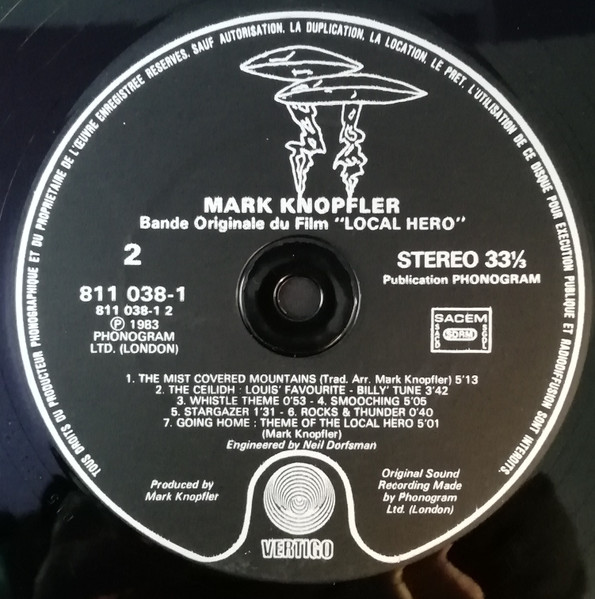 TOUS DROITS DU PRODUCTEUR PHONOGRAPHIQUE ET DU PROPRIETAIRE DE L'ŒUVRE ENREGISTREE RESERVES. SAUF AUTORISATION, LA DUPLICATION, LA LOCATION, LE PRET, L'UTILISATION DE CE DISQUE POUR EXECUTION PUBLIQUE ET RADIODIFFUSION SONT INTERDITS.
MARK KNOPFLER
Bande Originale du Film "LOCAL HERO"
2
STEREO 33⅓
Publication PHONOGRAM
811 038-1
811 038-1 2
℗ 1983
PHONOGRAM
LTD. (LONDON)
SACEM
SACD
SDRM
SGDL
1. THE MIST COVERED MOUNTAINS (Trad. Arr. Mark Knopfler) 5'13
2. THE CEILIDH : LOUIS' FAVOURITE - BILLY' TUNE 3'42
3. WHISTLE THEME 0'53 - 4. SMOOCHING 5'05
5. STARGAZER 1'31 - 6. ROCKS & THUNDER 0'40
7. GOING HOME : THEME OF THE LOCAL HERO 5'01
(Mark Knopfler)
Engineered by Neil Dorfsman
Produced by
Mark Knopfler
Original Sound
Recording Made
by Phonogram
Ltd. (London)
VERTIGO